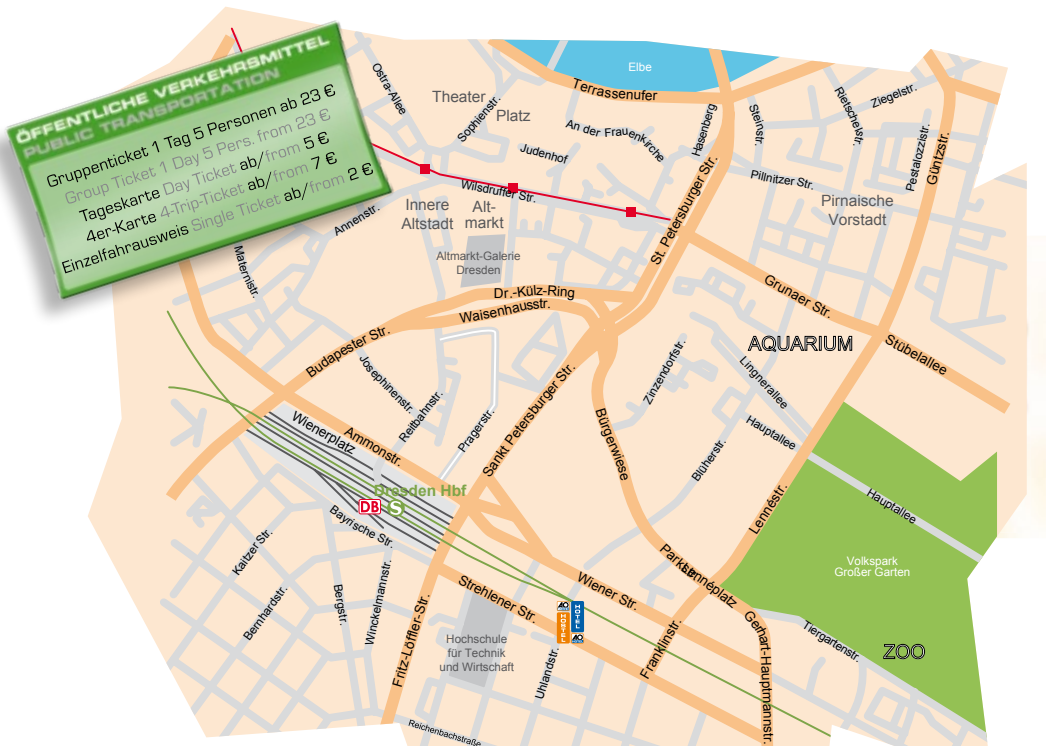 ÖFFENTLICHE VERKEHRSMITTEL
PUBLIC TRANSPORTATION
Gruppenticket 1 Tag 5 Personen ab 23 €
Group Ticket 1 Day 5 Pers. from 23 €
Tageskarte Day Ticket ab/from 5 €
4er-Karte 4-Trip-Ticket ab/from 7 €
Einzelfahrausweis Single Ticket ab/from 2 €
Elbe
Terrassenufer
Ostra-Allee
Theater
Platz
Sophienstr.
An der Frauenkirche
Judenhof
Hasenberg
Steinstr.
Rietschelstr.
Ziegelstr.
Pestalozzistr.
Güntzstr.
Pillnitzer Str.
Pirnaische
Vorstadt
Wilsdruffer Str.
Innere
Altstadt
Alt-
markt
Annenstr.
Altmarkt-Galerie
Dresden
St. Petersburger Str.
Maternistr.
Dr.-Külz-Ring
Waisenhausstr.
Grunaer Str.
AQUARIUM
Stübelallee
Budapester Str.
Josephinenstr.
Reitbahnstr.
Pragerstr.
Zinzendorfstr.
Lingnerallee
Sankt Petersburger Str.
Bürgerwiese
Blüherstr.
Hauptallee
Wienerplatz
Ammonstr.
Dresden Hbf
DB
S
Lennéstr.
Hauptallee
Bayrische Str.
Kaitzer Str.
Volkspark
Großer Garten
Bernhardstr.
Bergstr.
Winckelmannstr.
Strehlener Str.
Wiener Str.
Parkstr.
Lennéplatz
Gerhart-Hauptmannstr.
Tiergartenstr.
ZOO
AO
HOTEL
HOSTEL
AO
Fritz-Löffler-Str.
Hochschule
für Technik
und Wirtschaft
Uhlandstr.
Franklinstr.
Reichenbachstraße